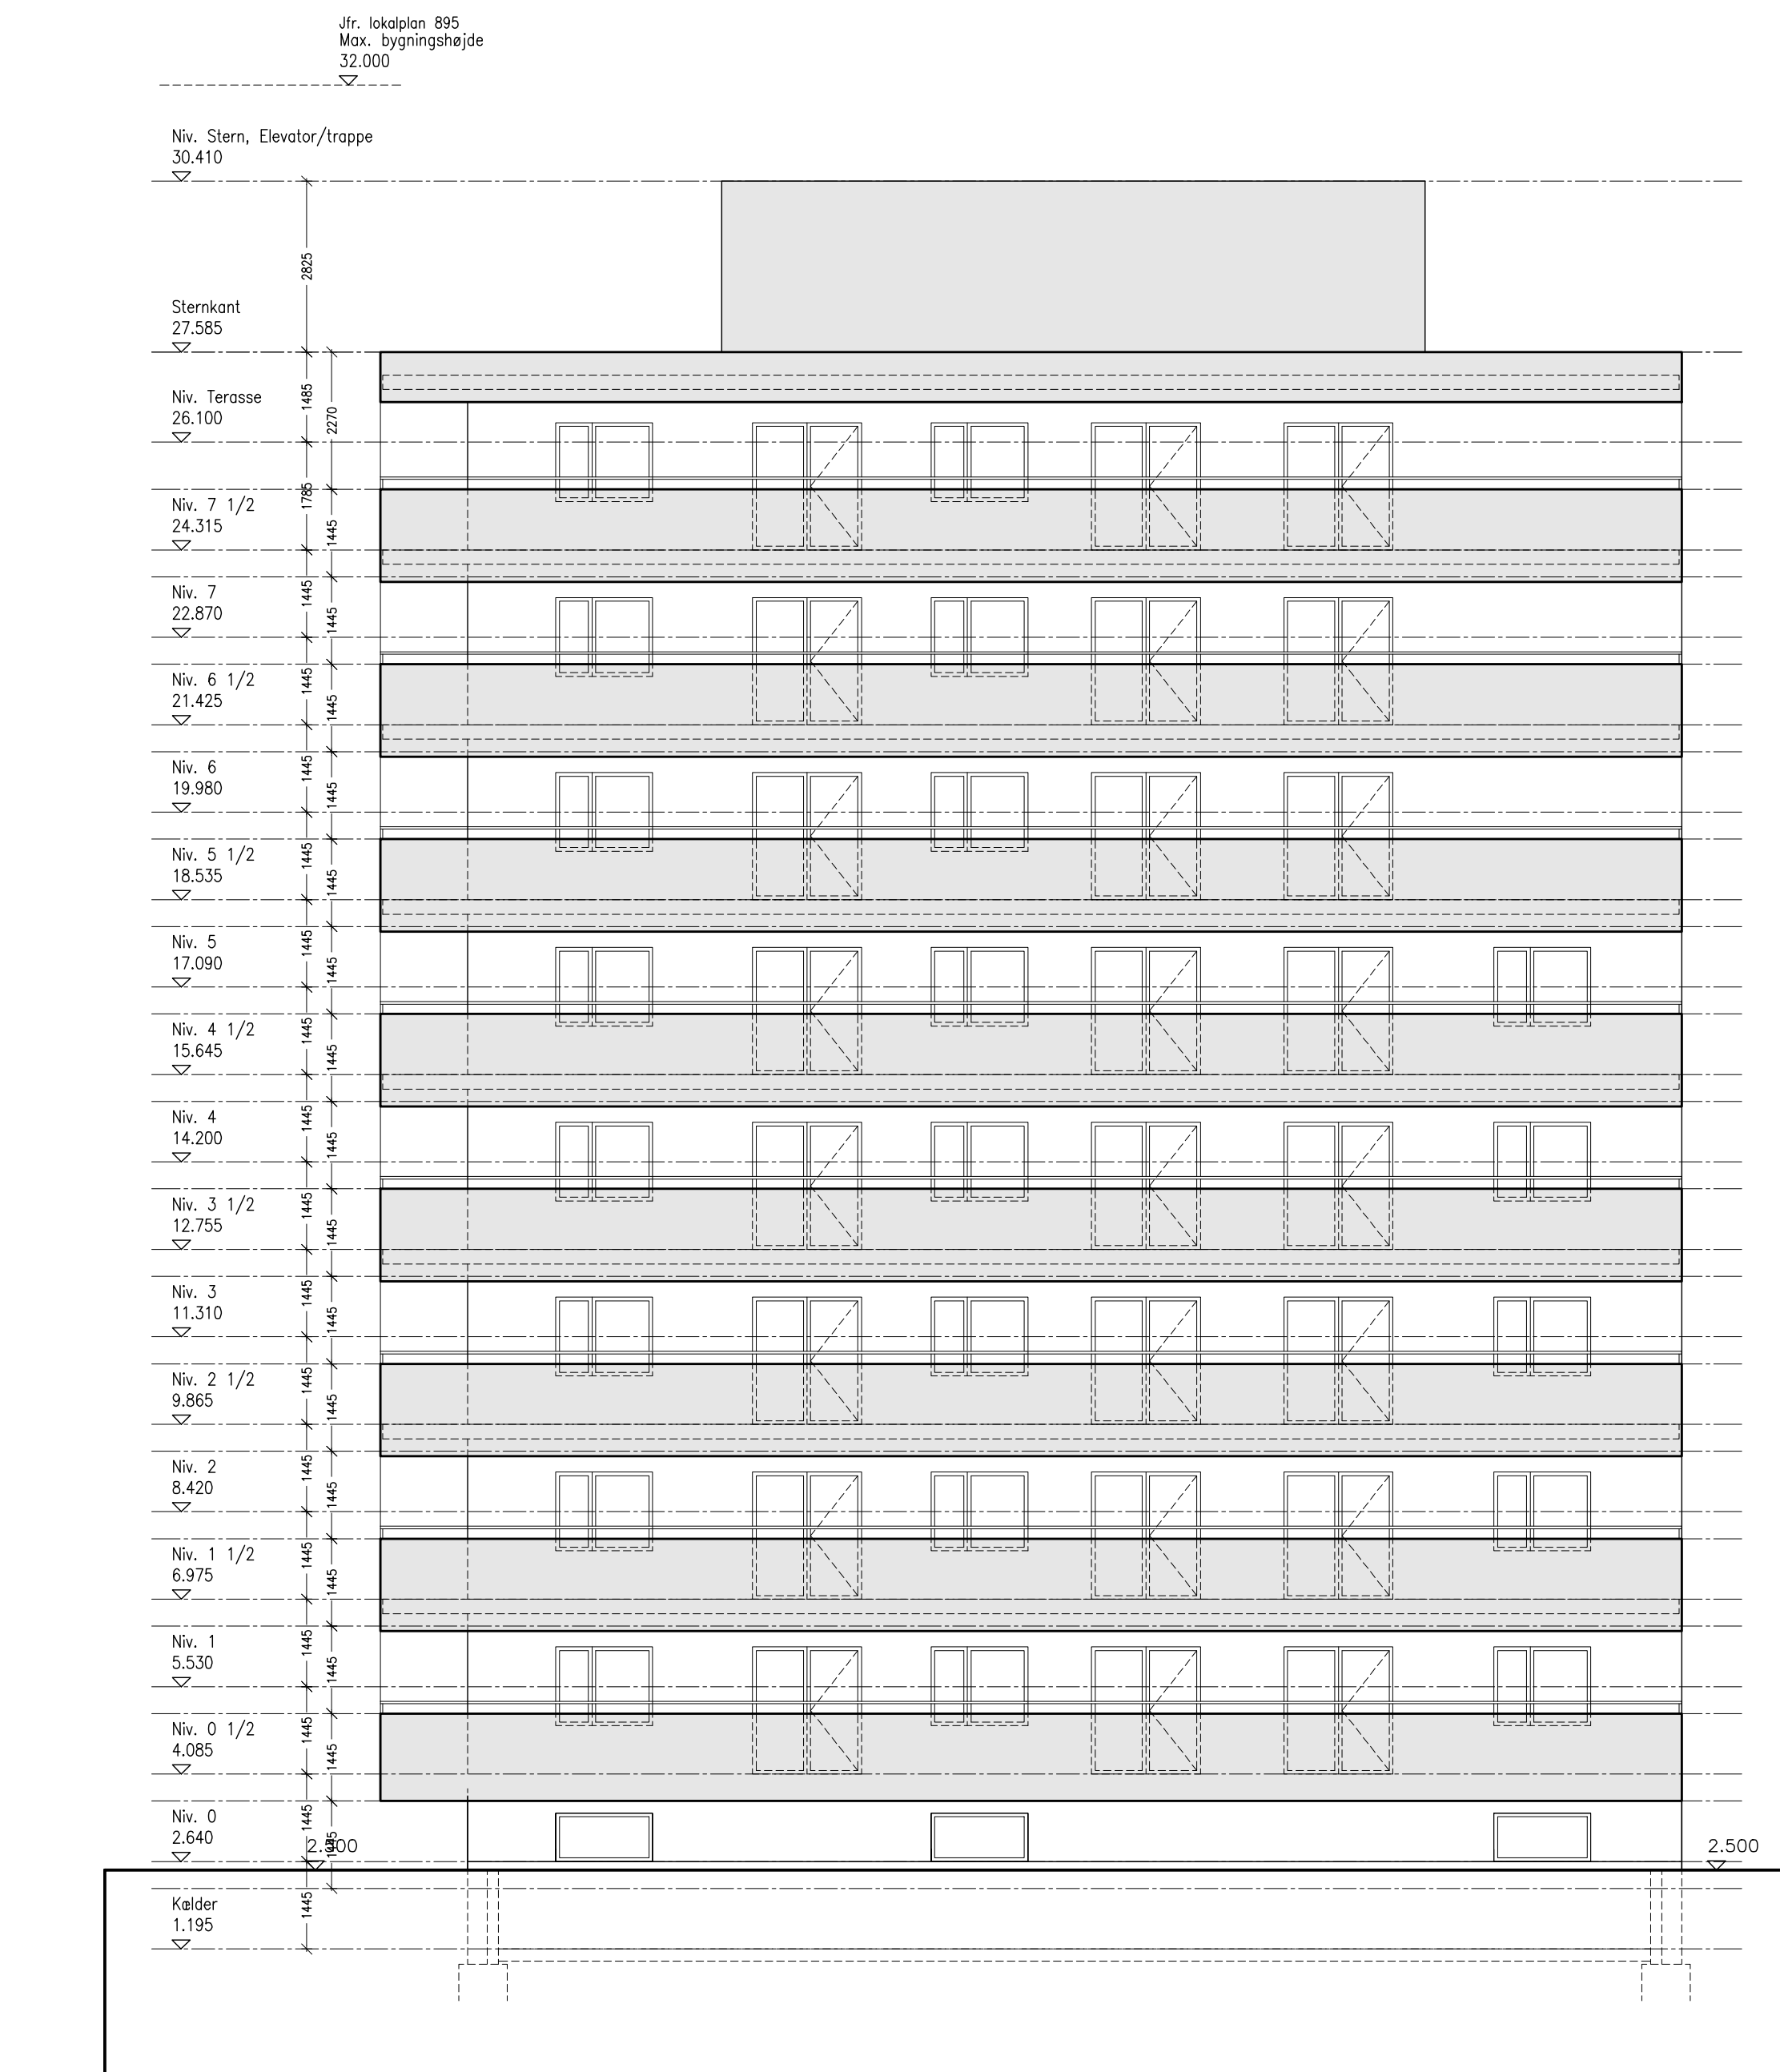 Jfr. lokalplan 895
Max. bygningshøjde
32.000
Niv. Stern, Elevator/trappe
30.410
2825
Sternkant
27.585
1485
2270
Niv. Terasse
26.100
1785
1445
Niv. 7 1/2
24.315
1445
1445
Niv. 7
22.870
1445
1445
Niv. 6 1/2
21.425
1445
1445
Niv. 6
19.980
1445
1445
Niv. 5 1/2
18.535
1445
1445
Niv. 5
17.090
1445
1445
Niv. 4 1/2
15.645
1445
1445
Niv. 4
14.200
1445
1445
Niv. 3 1/2
12.755
1445
1445
Niv. 3
11.310
1445
1445
Niv. 2 1/2
9.865
1445
1445
Niv. 2
8.420
1445
1445
Niv. 1 1/2
6.975
1445
1445
Niv. 1
5.530
1445
1445
Niv. 0 1/2
4.085
1445
1445
Niv. 0
2.640
2.500
2.500
Kælder
1.195
1445